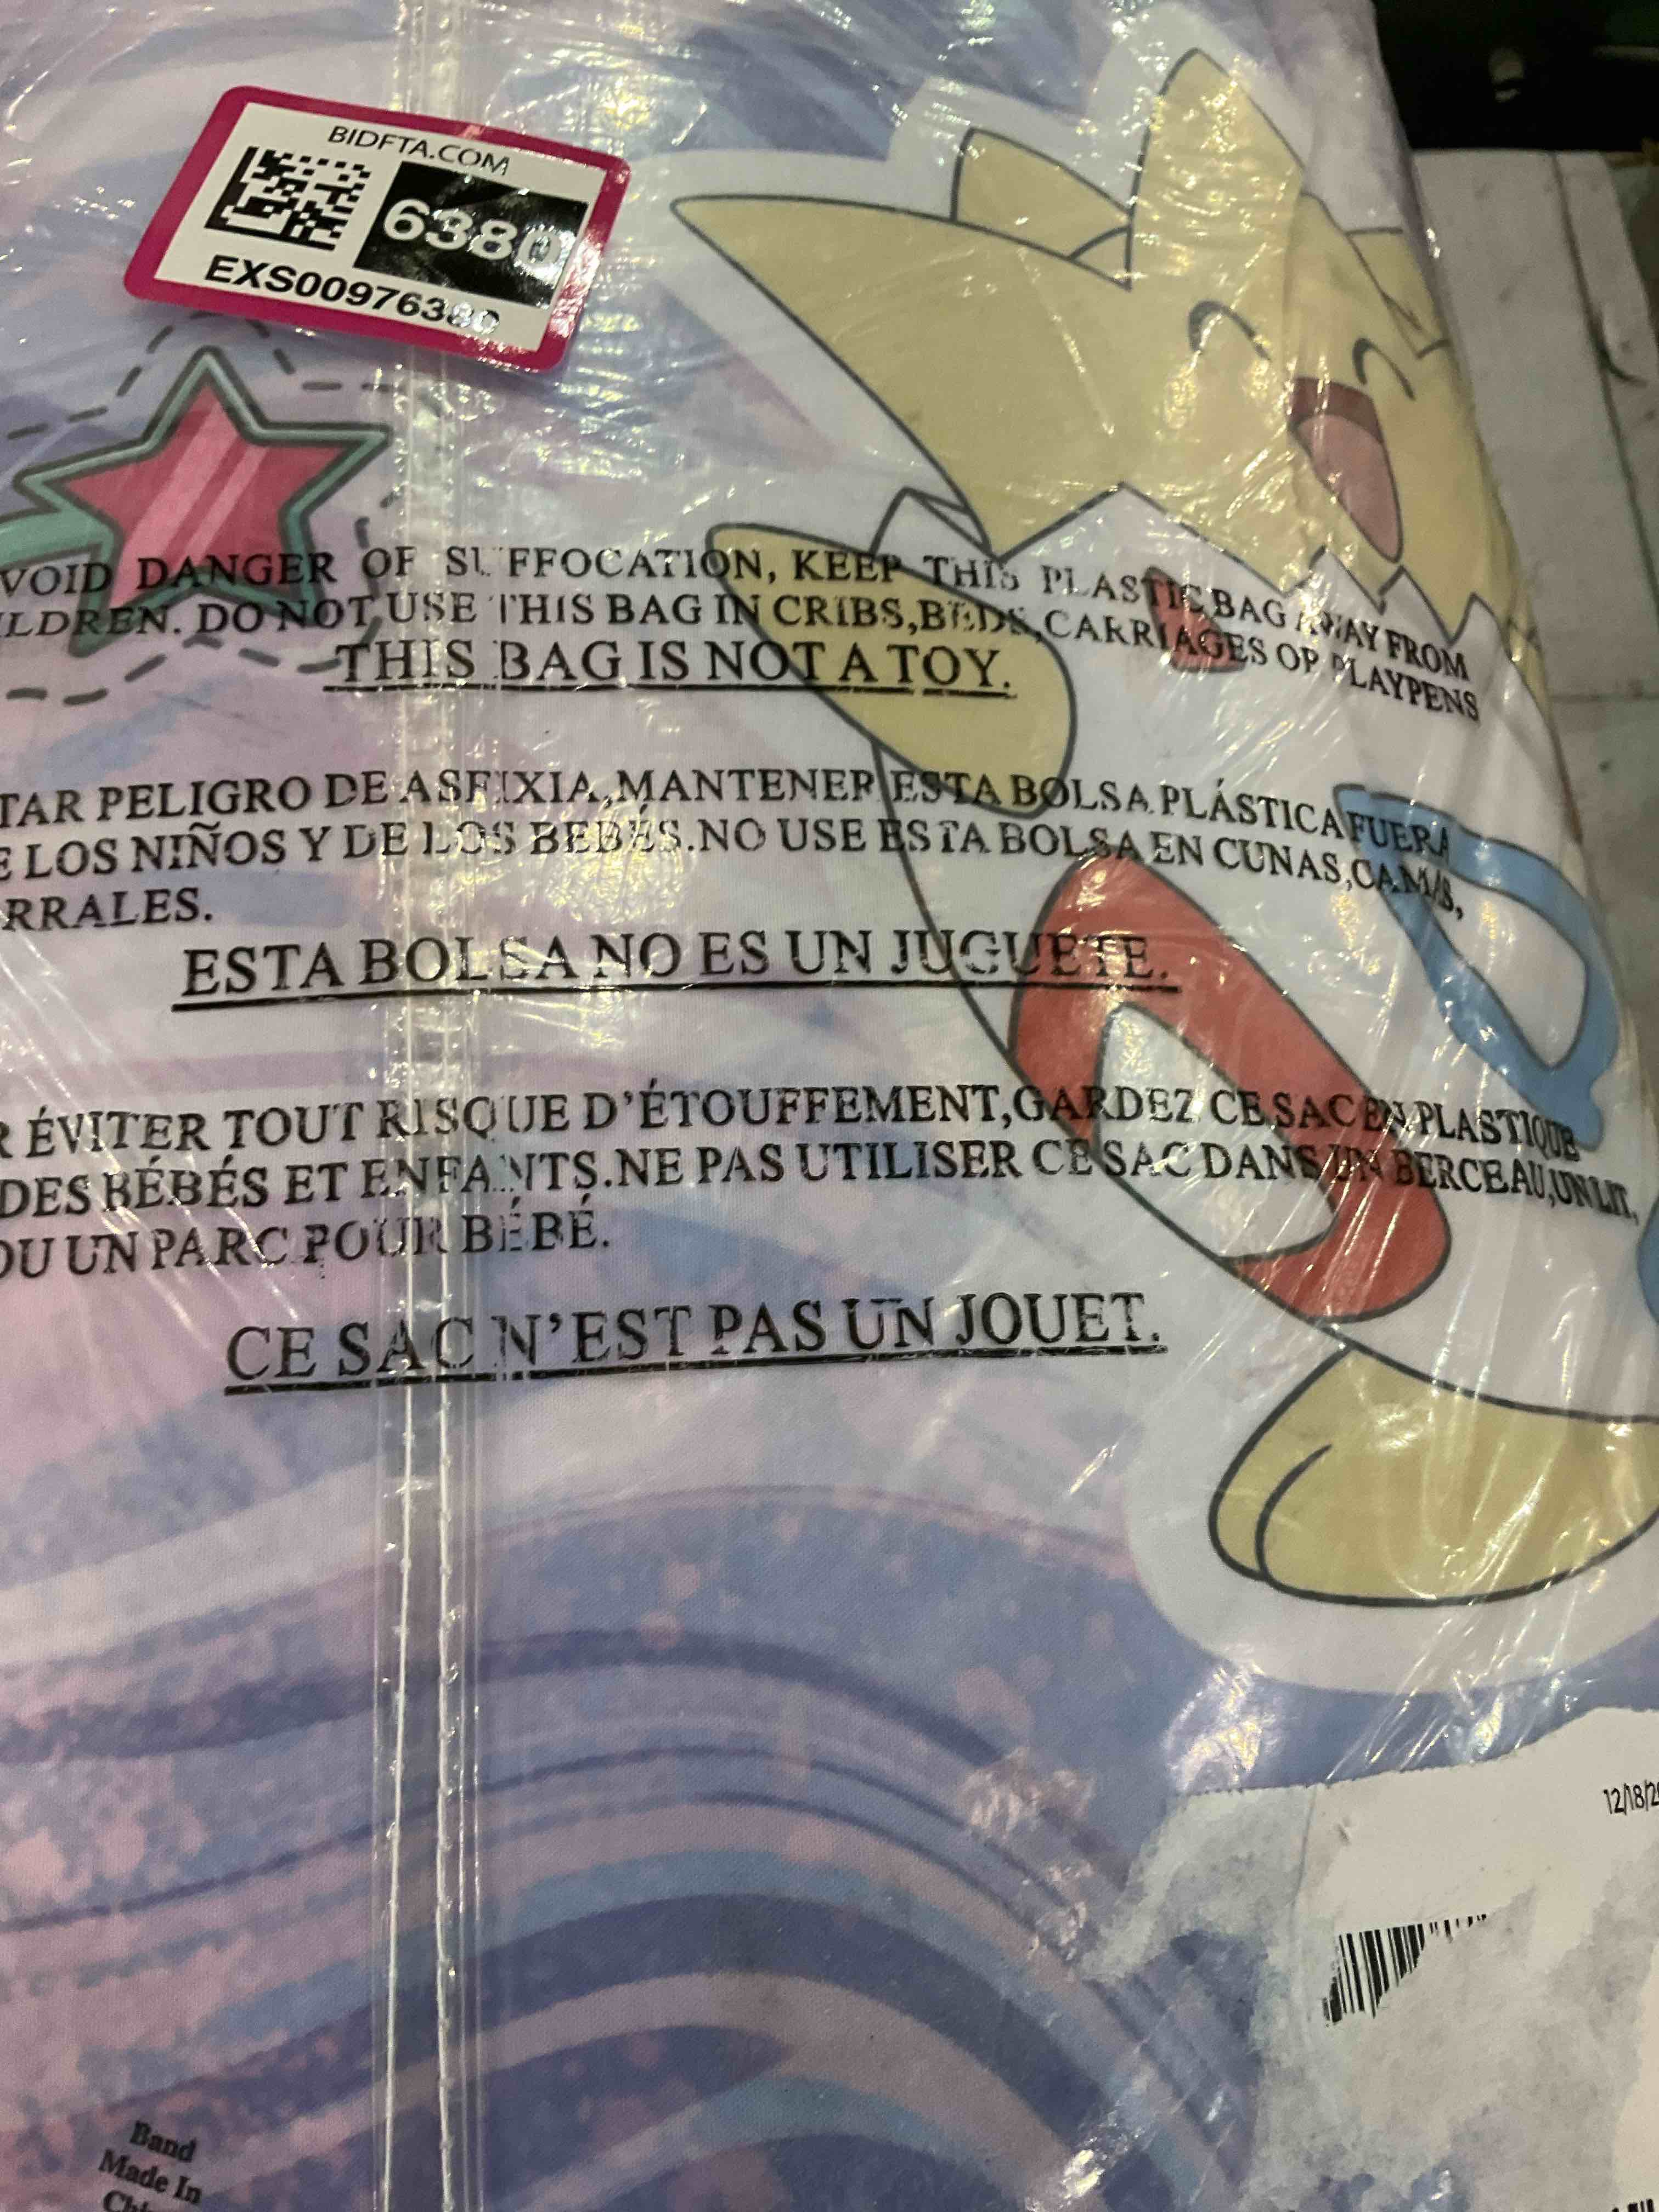 BIDFTA.COM
6380
EXS00976380
VOID DANGER OF SUFFOCATION, KEEP THIS PLASTIC BAG AWAY FROM
ILDREN. DO NOT USE THIS BAG IN CRIBS,BEDS,CARRIAGES OR PLAYPENS
THIS BAG IS NOT A TOY.
TAR PELIGRO DE ASFIXIA,MANTENER ESTA BOLSA PLÁSTICA FUERA
E LOS NIÑOS Y DE LOS BEBÉS.NO USE ESTA BOLSA EN CUNAS,CAMAS,
RRALES.
ESTA BOLSA NO ES UN JUGUETE.
R ÉVITER TOUT RISQUE D'ÉTOUFFEMENT,GARDEZ CE SAC EN PLASTIQUE
DES BÉBÉS ET ENFANTS.NE PAS UTILISER CE SAC DANS UN BERCEAU,UN LIT,
OU UN PARC POUR BÉBÉ.
CE SAC N'EST PAS UN JOUET.
12/18/2
Band
Made In